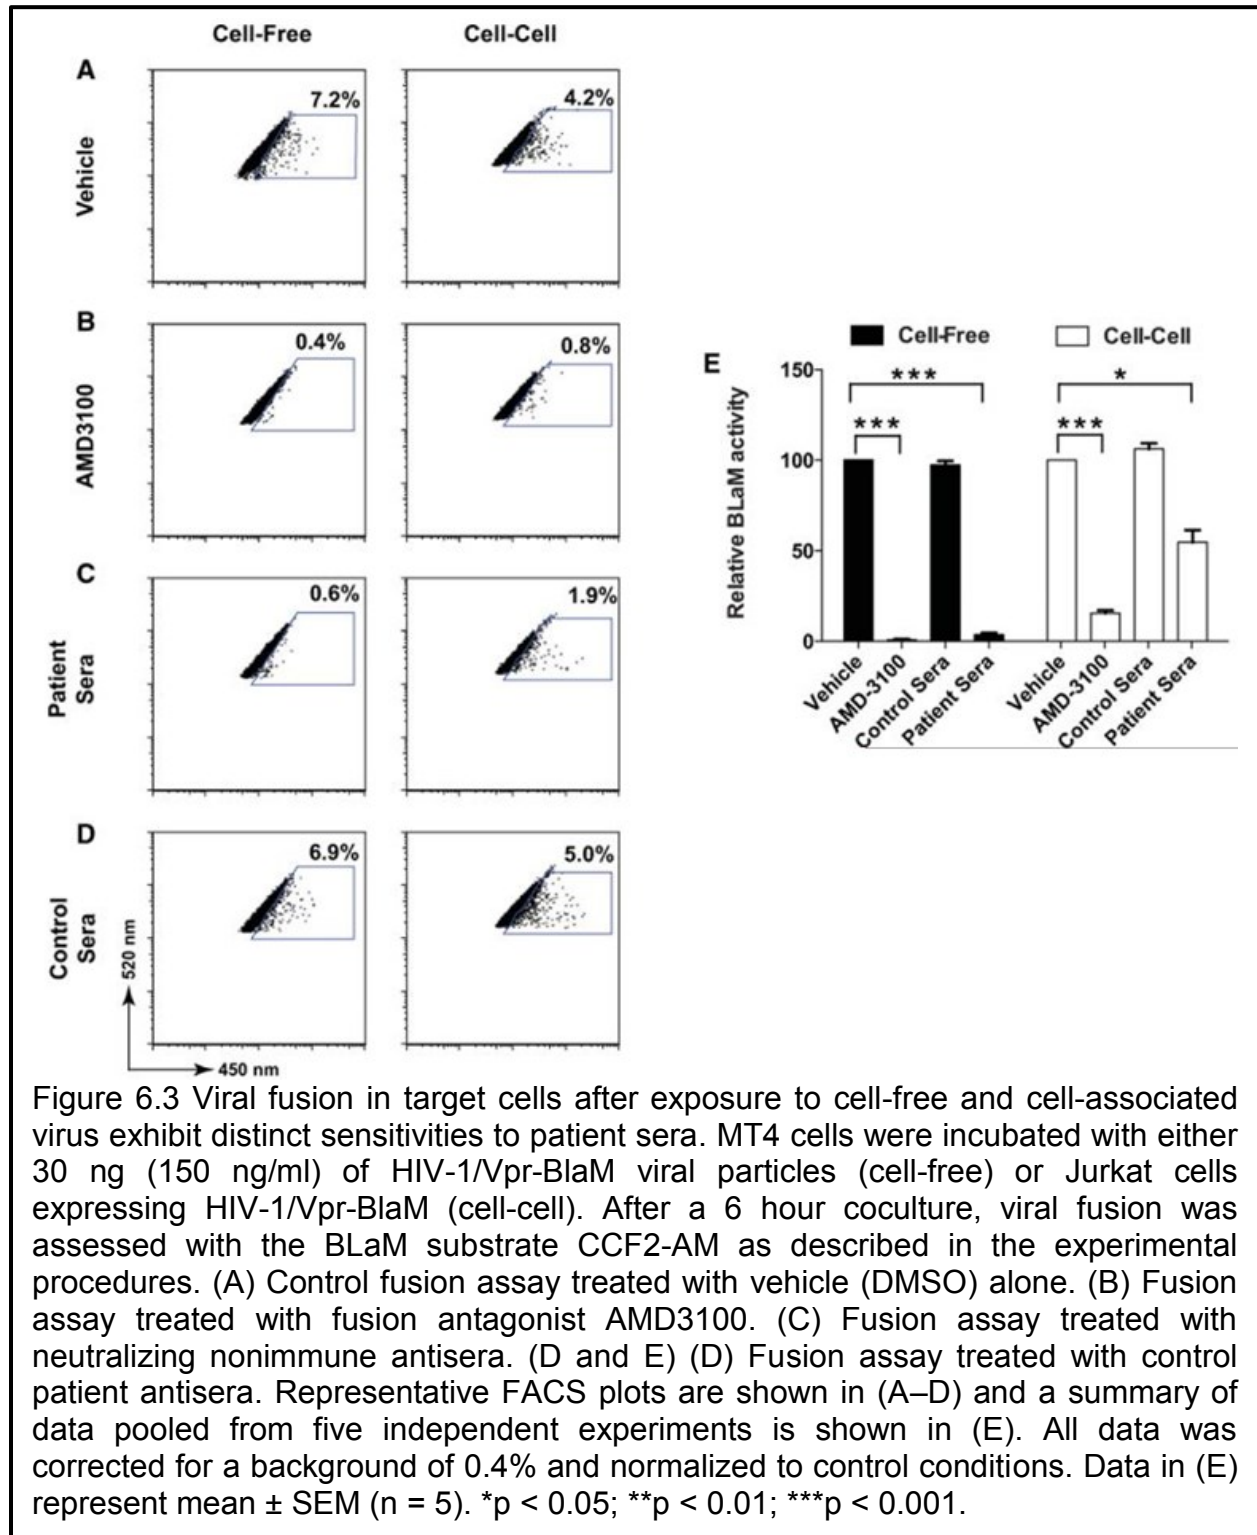 Cell-Free Cell-Cell
A
Vehicle
7.2%
4.2%
B
AMD3100
0.4%
0.8%
C
Patient
Sera
0.6%
1.9%
D
Control
Sera
6.9%
5.0%
520 nm
450 nm
E
Cell-Free Cell-Cell
Relative BLaM activity
150
100
50
0
*** ***
*** *
Vehicle
AMD-3100
Control Sera
Patient Sera
Vehicle
AMD-3100
Control Sera
Patient Sera
Figure 6.3 Viral fusion in target cells after exposure to cell-free and cell-associated
virus exhibit distinct sensitivities to patient sera. MT4 cells were incubated with either
30 ng (150 ng/ml) of HIV-1/Vpr-BlaM viral particles (cell-free) or Jurkat cells
expressing HIV-1/Vpr-BlaM (cell-cell). After a 6 hour coculture, viral fusion was
assessed with the BLaM substrate CCF2-AM as described in the experimental
procedures. (A) Control fusion assay treated with vehicle (DMSO) alone. (B) Fusion
assay treated with fusion antagonist AMD3100. (C) Fusion assay treated with
neutralizing nonimmune antisera. (D and E) (D) Fusion assay treated with control
patient antisera. Representative FACS plots are shown in (A–D) and a summary of
data pooled from five independent experiments is shown in (E). All data was
corrected for a background of 0.4% and normalized to control conditions. Data in (E)
represent mean ± SEM (n = 5). *p < 0.05; **p < 0.01; ***p < 0.001.